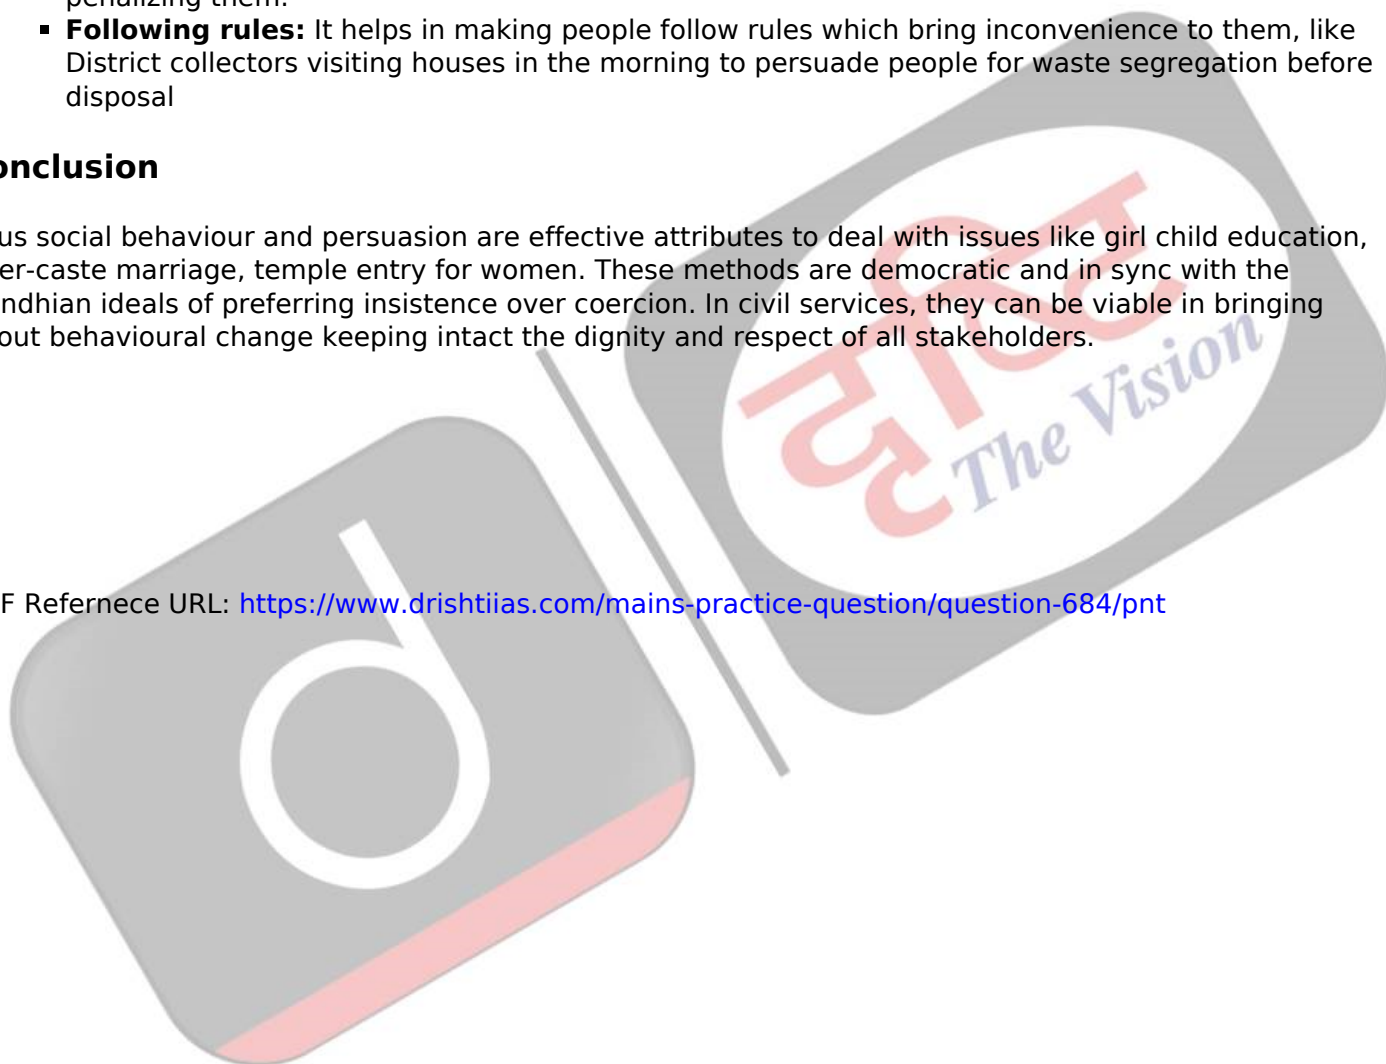 penalizing them.
▪ Following rules: It helps in making people follow rules which bring inconvenience to them, like
District collectors visiting houses in the morning to persuade people for waste segregation before
disposal
onclusion
us social behaviour and persuasion are effective attributes to deal with issues like girl child education,
er-caste marriage, temple entry for women. These methods are democratic and in sync with the
ndhian ideals of preferring insistence over coercion. In civil services, they can be viable in bringing
out behavioural change keeping intact the dignity and respect of all stakeholders.
दृष्टि
The Vision
d
F Refernece URL: https://www.drishtiias.com/mains-practice-question/question-684/pnt